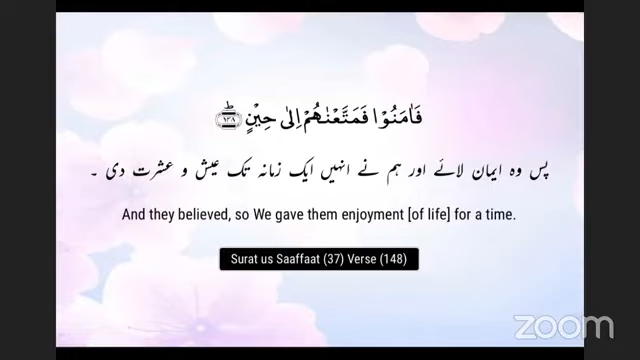 فَاٰمَنُوۡا فَمَتَّعۡنٰهُمۡ اِلٰى حِيۡنٍؕ‏ ﴿۱۴۸﴾
پس وہ ایمان لائے اور ہم نے انہیں ایک زمانہ تک عیش و عشرت دی ۔
And they believed, so We gave them enjoyment [of life] for a time.
Surat us Saaffaat (37) Verse (148)
zoom